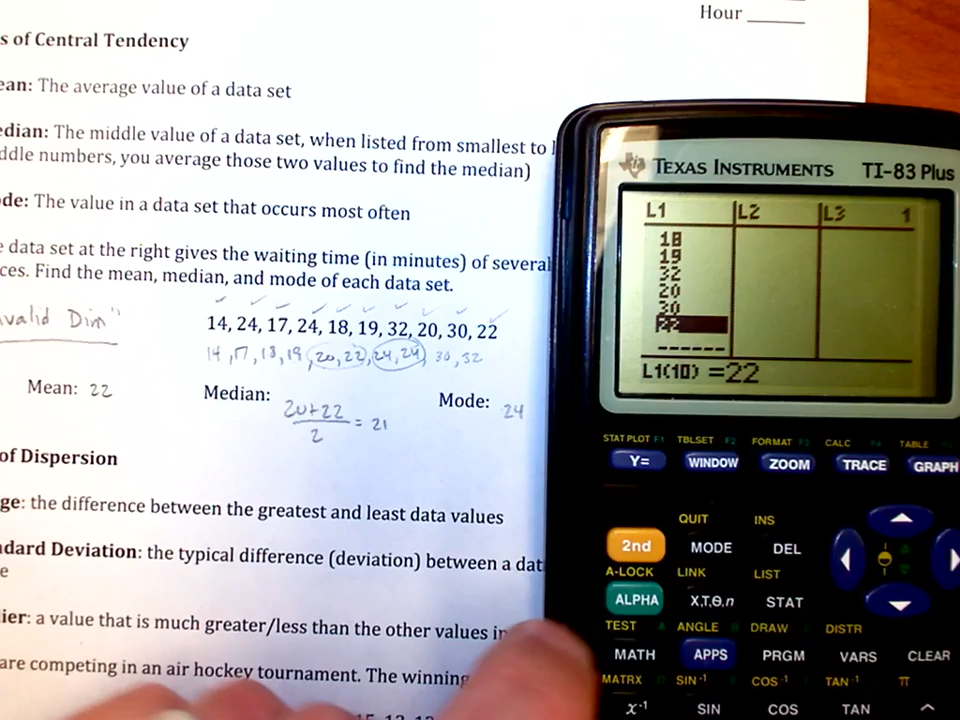 Hour
s of Central Tendency
ean: The average value of a data set
edian: The middle value of a data set, when listed from smallest to l
ddle numbers, you average those two values to find the median)
de: The value in a data set that occurs most often
e data set at the right gives the waiting time (in minutes) of several
ces. Find the mean, median, and mode of each data set.
nvalid Dim"
14, 24, 17, 24, 18, 19, 32, 20, 30, 22
14, 17, 18, 19, 20, 22, 24, 24, 30, 32
Mean: 22
Median:
20+22
2
= 21
Mode: 24
of Dispersion
ge: the difference between the greatest and least data values
ndard Deviation: the typical difference (deviation) between a dat
e
lier: a value that is much greater/less than the other values in
are competing in an air hockey tournament. The winning
15, 12, 12
TEXAS INSTRUMENTS TI-83 Plus
L1 L2 L3 1
18
19
32
20
30
22
------
L1(10) =22
STAT PLOT F1 TBLSET F2 FORMAT F3 CALC F4 TABLE
Y= WINDOW ZOOM TRACE GRAPH
QUIT INS
2nd MODE DEL
A-LOCK LINK LIST
ALPHA X,T,Θ,n STAT
TEST A ANGLE B DRAW C DISTR
MATH APPS PRGM VARS CLEAR
MATRX D SIN⁻¹ E COS⁻¹ F TAN⁻¹ G π
x⁻¹ SIN COS TAN ^